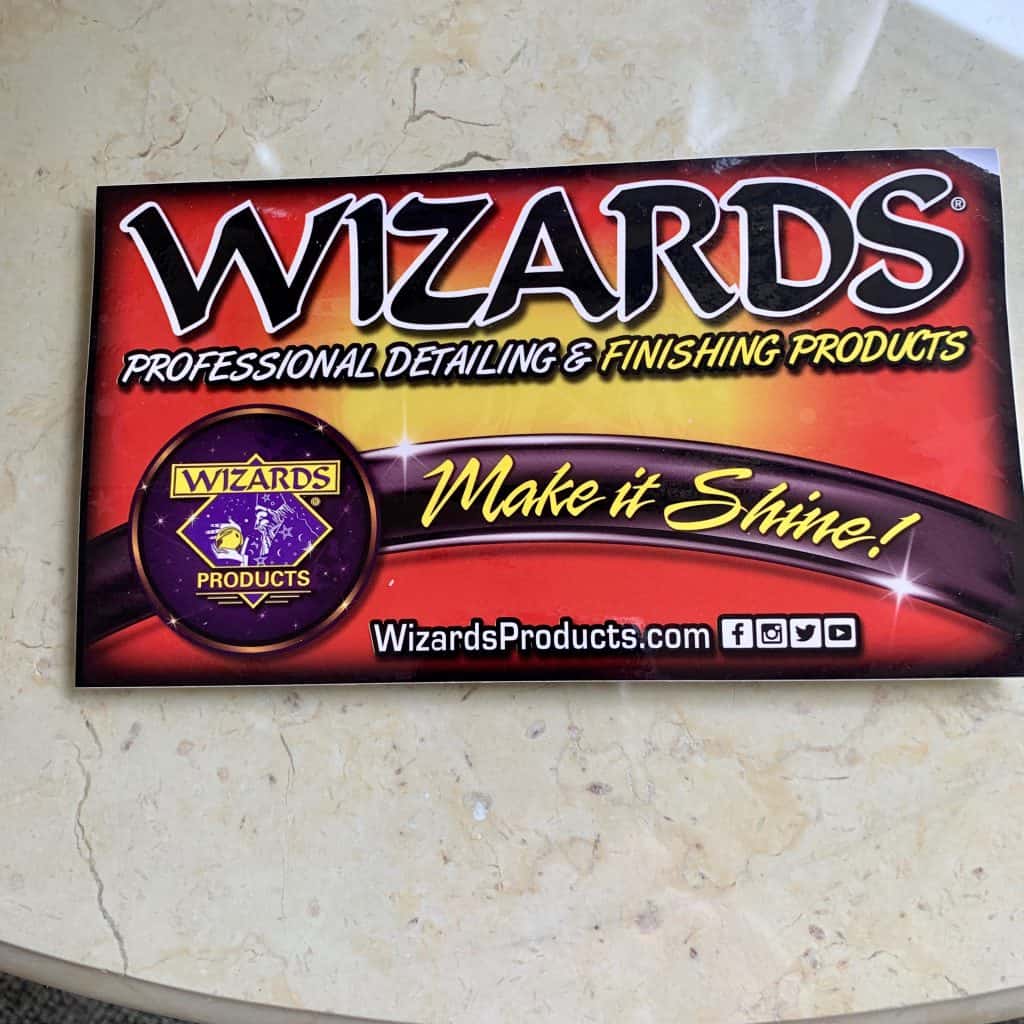 WIZARDS®
PROFESSIONAL DETAILING & FINISHING PRODUCTS
WIZARDS®
PRODUCTS
Make it Shine!
WizardsProducts.com